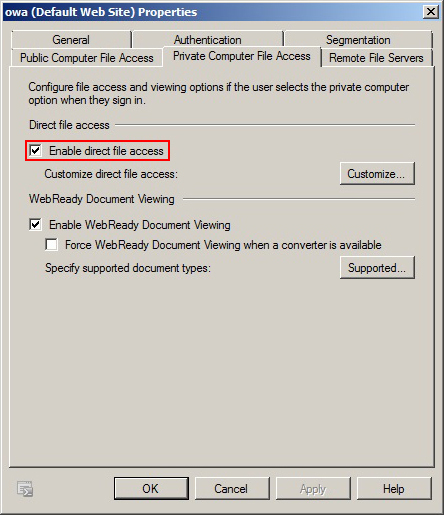 owa (Default Web Site) Properties
General Authentication Segmentation
Public Computer File Access Private Computer File Access Remote File Servers
Configure file access and viewing options if the user selects the private computer
option when they sign in.
Direct file access
Enable direct file access
Customize direct file access: Customize...
WebReady Document Viewing
Enable WebReady Document Viewing
Force WebReady Document Viewing when a converter is available
Specify supported document types: Supported...
OK Cancel Apply Help